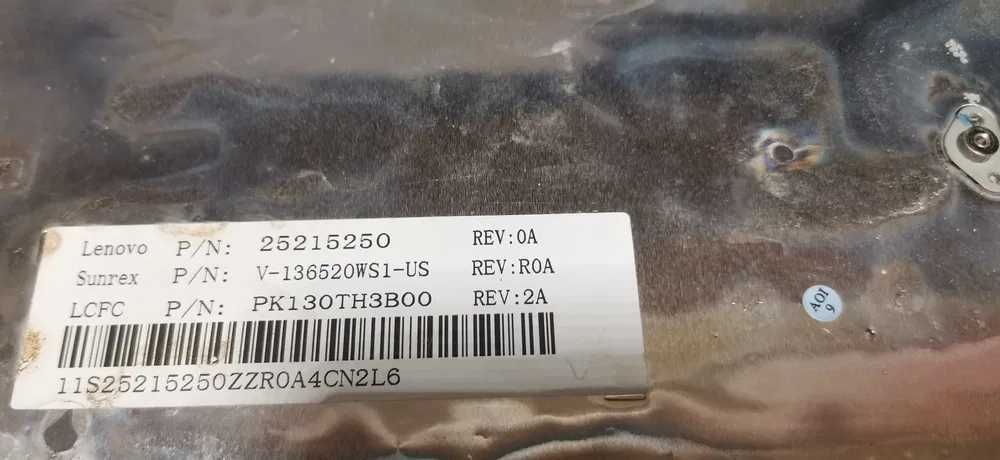 Lenovo P/N: 25215250 REV:0A
Sunrex P/N: V-136520WS1-US REV:R0A
LCFC P/N: PK130TH3B00 REV:2A
11S25215250ZZR0A4CN2L6
AOI
9